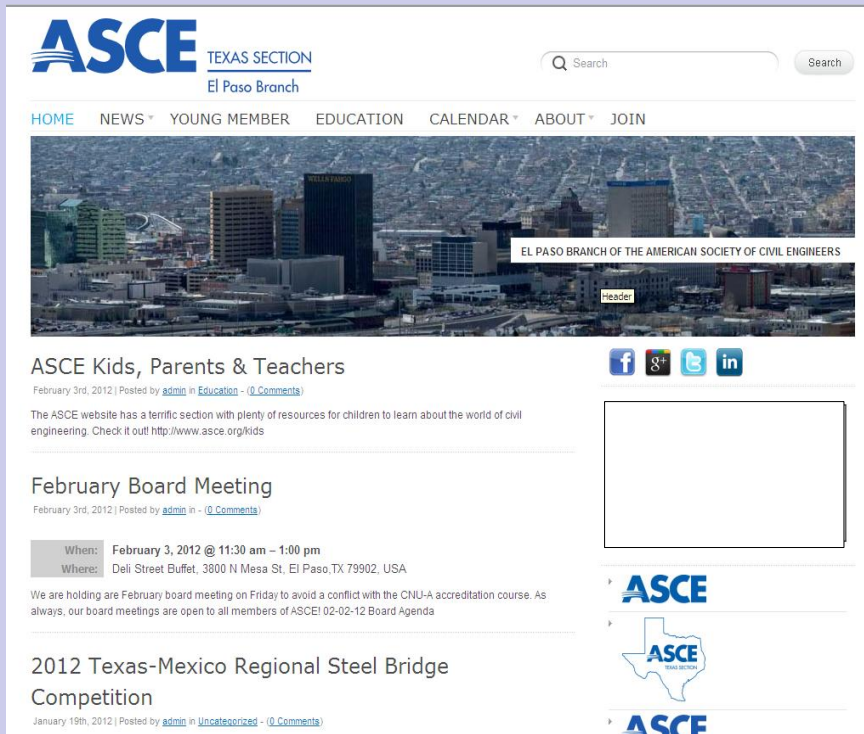 ASCE
TEXAS SECTION
El Paso Branch
Search
Search
HOME NEWS YOUNG MEMBER EDUCATION CALENDAR ABOUT JOIN
WELLS FARGO
EL PASO BRANCH OF THE AMERICAN SOCIETY OF CIVIL ENGINEERS
Header
ASCE Kids, Parents & Teachers
February 3rd, 2012 | Posted by admin in Education - (0 Comments)
The ASCE website has a terrific section with plenty of resources for children to learn about the world of civil
engineering. Check it out! http://www.asce.org/kids
February Board Meeting
February 3rd, 2012 | Posted by admin in - (0 Comments)
When: February 3, 2012 @ 11:30 am – 1:00 pm
Where: Deli Street Buffet, 3800 N Mesa St, El Paso,TX 79902, USA
We are holding are February board meeting on Friday to avoid a conflict with the CNU-A accreditation course. As
always, our board meetings are open to all members of ASCE! 02-02-12 Board Agenda
2012 Texas-Mexico Regional Steel Bridge
Competition
January 19th, 2012 | Posted by admin in Uncategorized - (0 Comments)
f g+ t in
ASCE
ASCE
TEXAS SECTION
ASCE